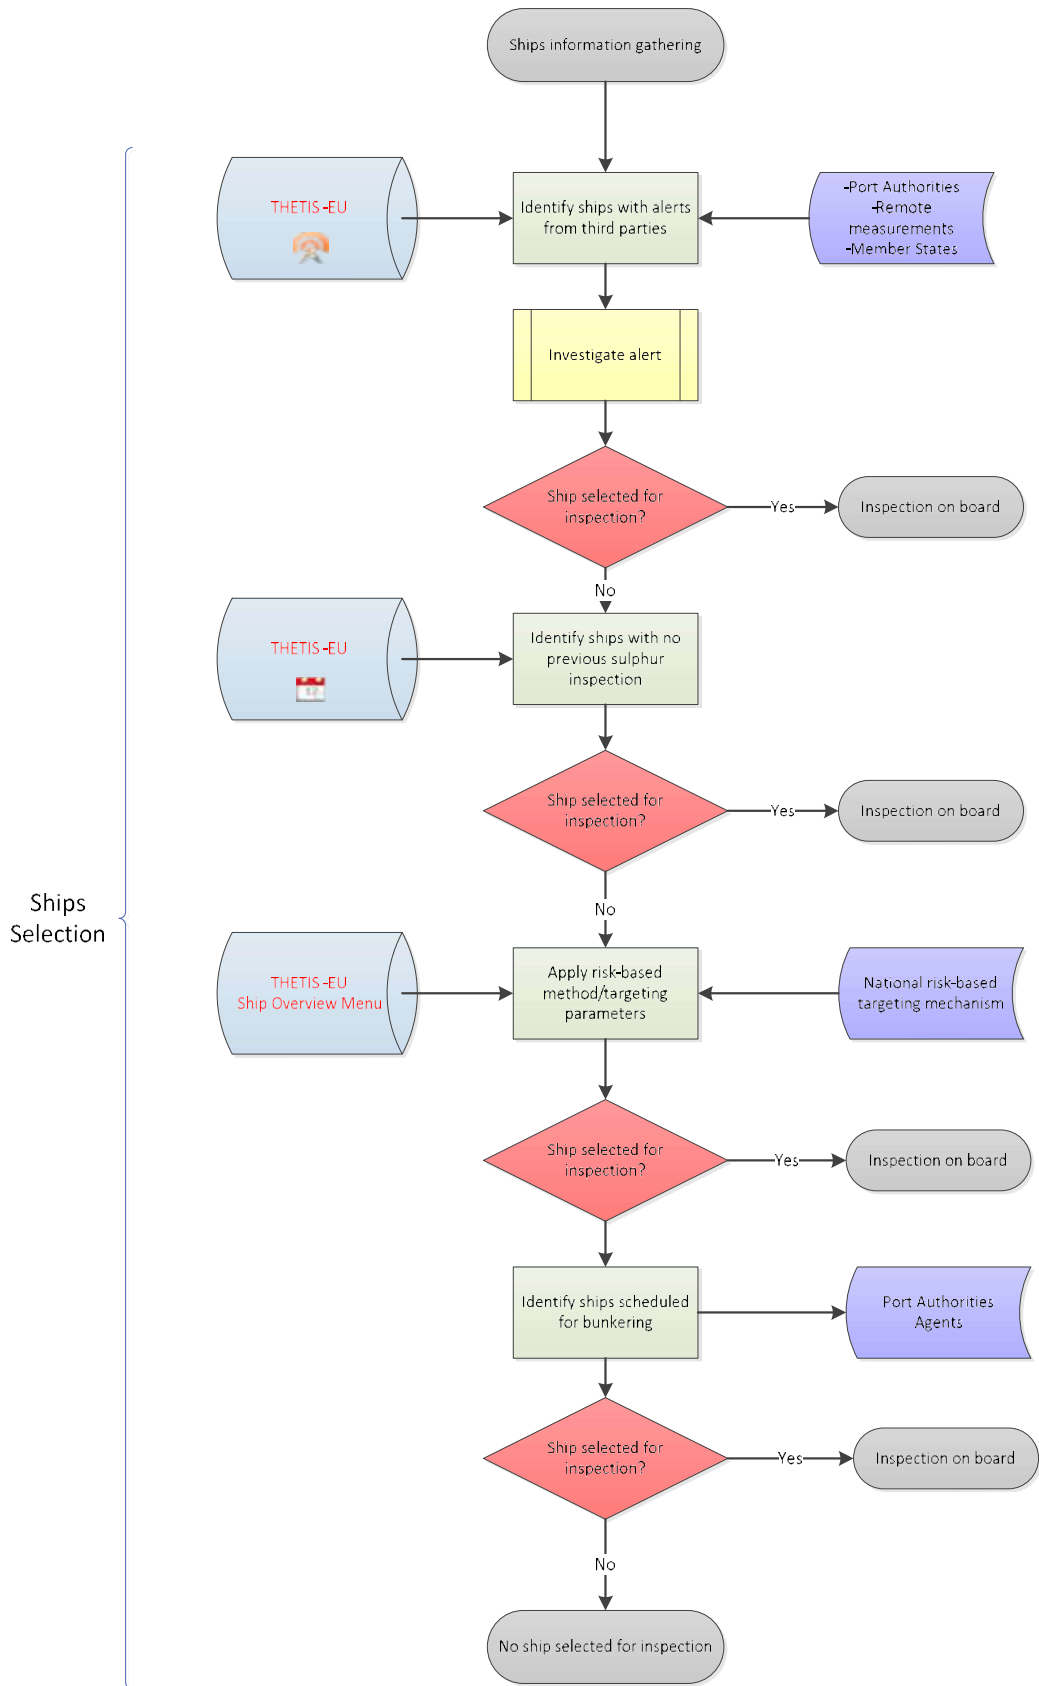 Ships information gathering
THETIS-EU
Identify ships with alerts
from third parties
-Port Authorities
-Remote
measurements
-Member States
Investigate alert
Ship selected for
inspection?
Yes
Inspection on board
No
THETIS-EU
12
Identify ships with no
previous sulphur
inspection
Ship selected for
inspection?
Yes
Inspection on board
No
Ships
Selection
THETIS-EU
Ship Overview Menu
Apply risk-based
method/targeting
parameters
National risk-based
targeting mechanism
Ship selected for
inspection?
Yes
Inspection on board
Identify ships scheduled
for bunkering
Port Authorities
Agents
Ship selected for
inspection?
Yes
Inspection on board
No
No ship selected for inspection